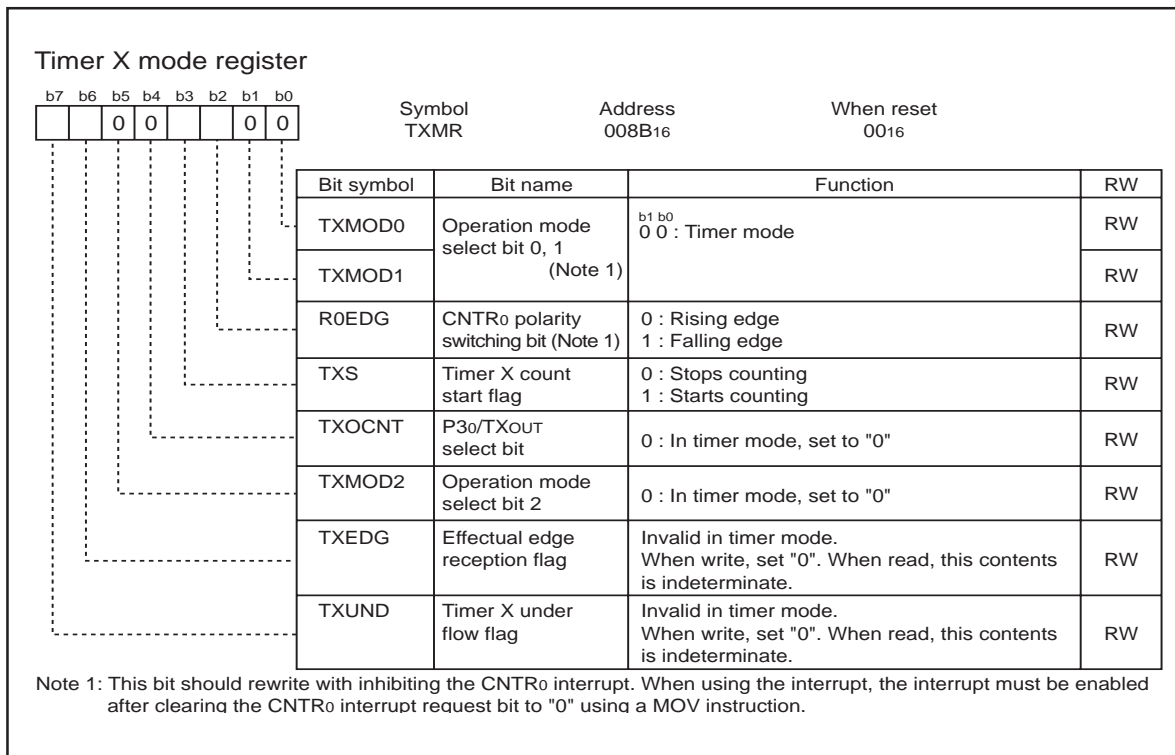 Timer X mode register
b7 b6 b5 b4 b3 b2 b1 b0
0 0 0 0
Symbol Address When reset
TXMR 008B16 0016
Bit symbol Bit name Function RW
TXMOD0 Operation mode select bit 0, 1 (Note 1) b1 b0 0 0 : Timer mode RW
TXMOD1 RW
R0EDG CNTR0 polarity switching bit (Note 1) 0 : Rising edge 1 : Falling edge RW
TXS Timer X count start flag 0 : Stops counting 1 : Starts counting RW
TXOCNT P30/TXOUT select bit 0 : In timer mode, set to "0" RW
TXMOD2 Operation mode select bit 2 0 : In timer mode, set to "0" RW
TXEDG Effectual edge reception flag Invalid in timer mode. When write, set "0". When read, this contents is indeterminate. RW
TXUND Timer X under flow flag Invalid in timer mode. When write, set "0". When read, this contents is indeterminate. RW
Note 1: This bit should rewrite with inhibiting the CNTR0 interrupt. When using the interrupt, the interrupt must be enabled
after clearing the CNTR0 interrupt request bit to "0" using a MOV instruction.